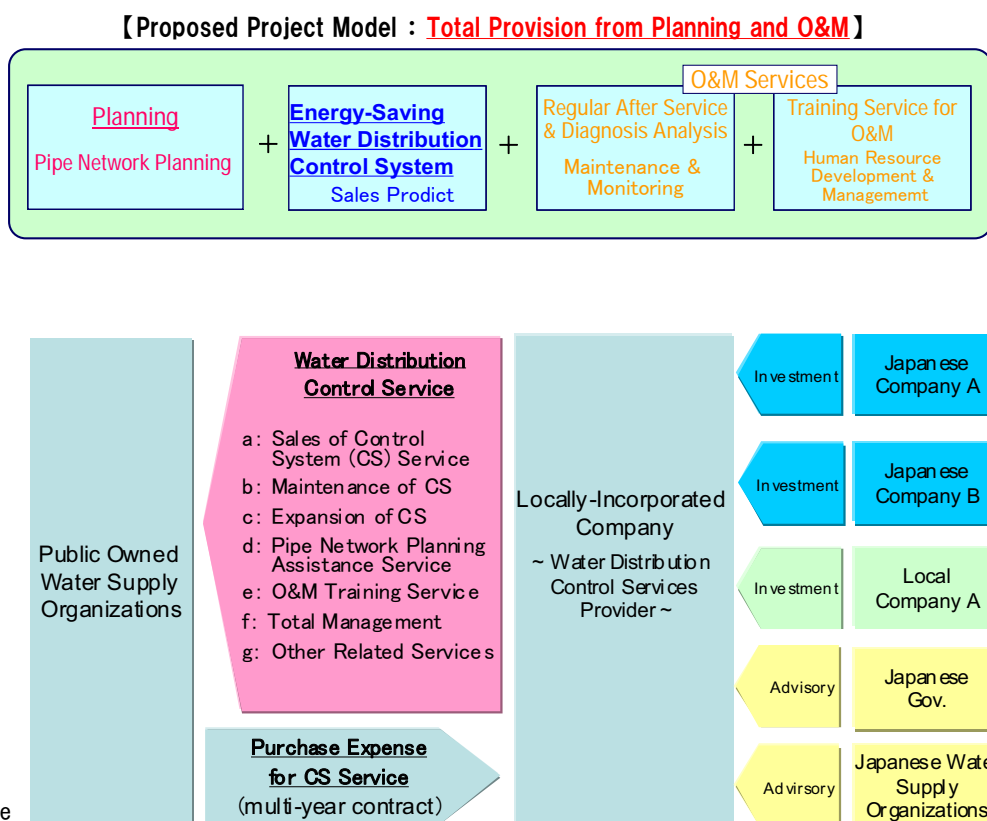 【Proposed Project Model : Total Provision from Planning and O&M】
O&M Services
Planning
Pipe Network Planning
+
Energy-Saving
Water Distribution
Control System
Sales Prodict
+
Regular After Service
& Diagnosis Analysis
Maintenance &
Monitoring
+
Training Service for
O&M
Human Resource
Development &
Managememt
Public Owned
Water Supply
Organizations
Water Distribution
Control Service
a: Sales of Control
System (CS) Service
b: Maintenance of CS
c: Expansion of CS
d: Pipe Network Planning
Assistance Service
e: O&M Training Service
f: Total Management
g: Other Related Services
Purchase Expense
for CS Service
(multi-year contract)
Locally-Incorporated
Company
~ Water Distribution
Control Services
Provider ~
Investment
Japanese
Company A
Investment
Japanese
Company B
Investment
Local
Company A
Advisory
Japanese
Gov.
Advirsory
Japanese Wate
Supply
Organizations
e